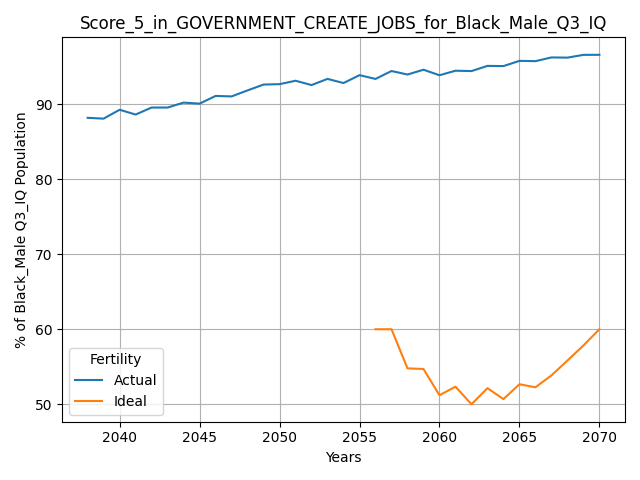 Score_5_in_GOVERNMENT_CREATE_JOBS_for_Black_Male_Q3_IQ
% of Black_Male Q3_IQ Population
90
80
70
60
50
Fertility
Actual
Ideal
2040 2045 2050 2055 2060 2065 2070
Years